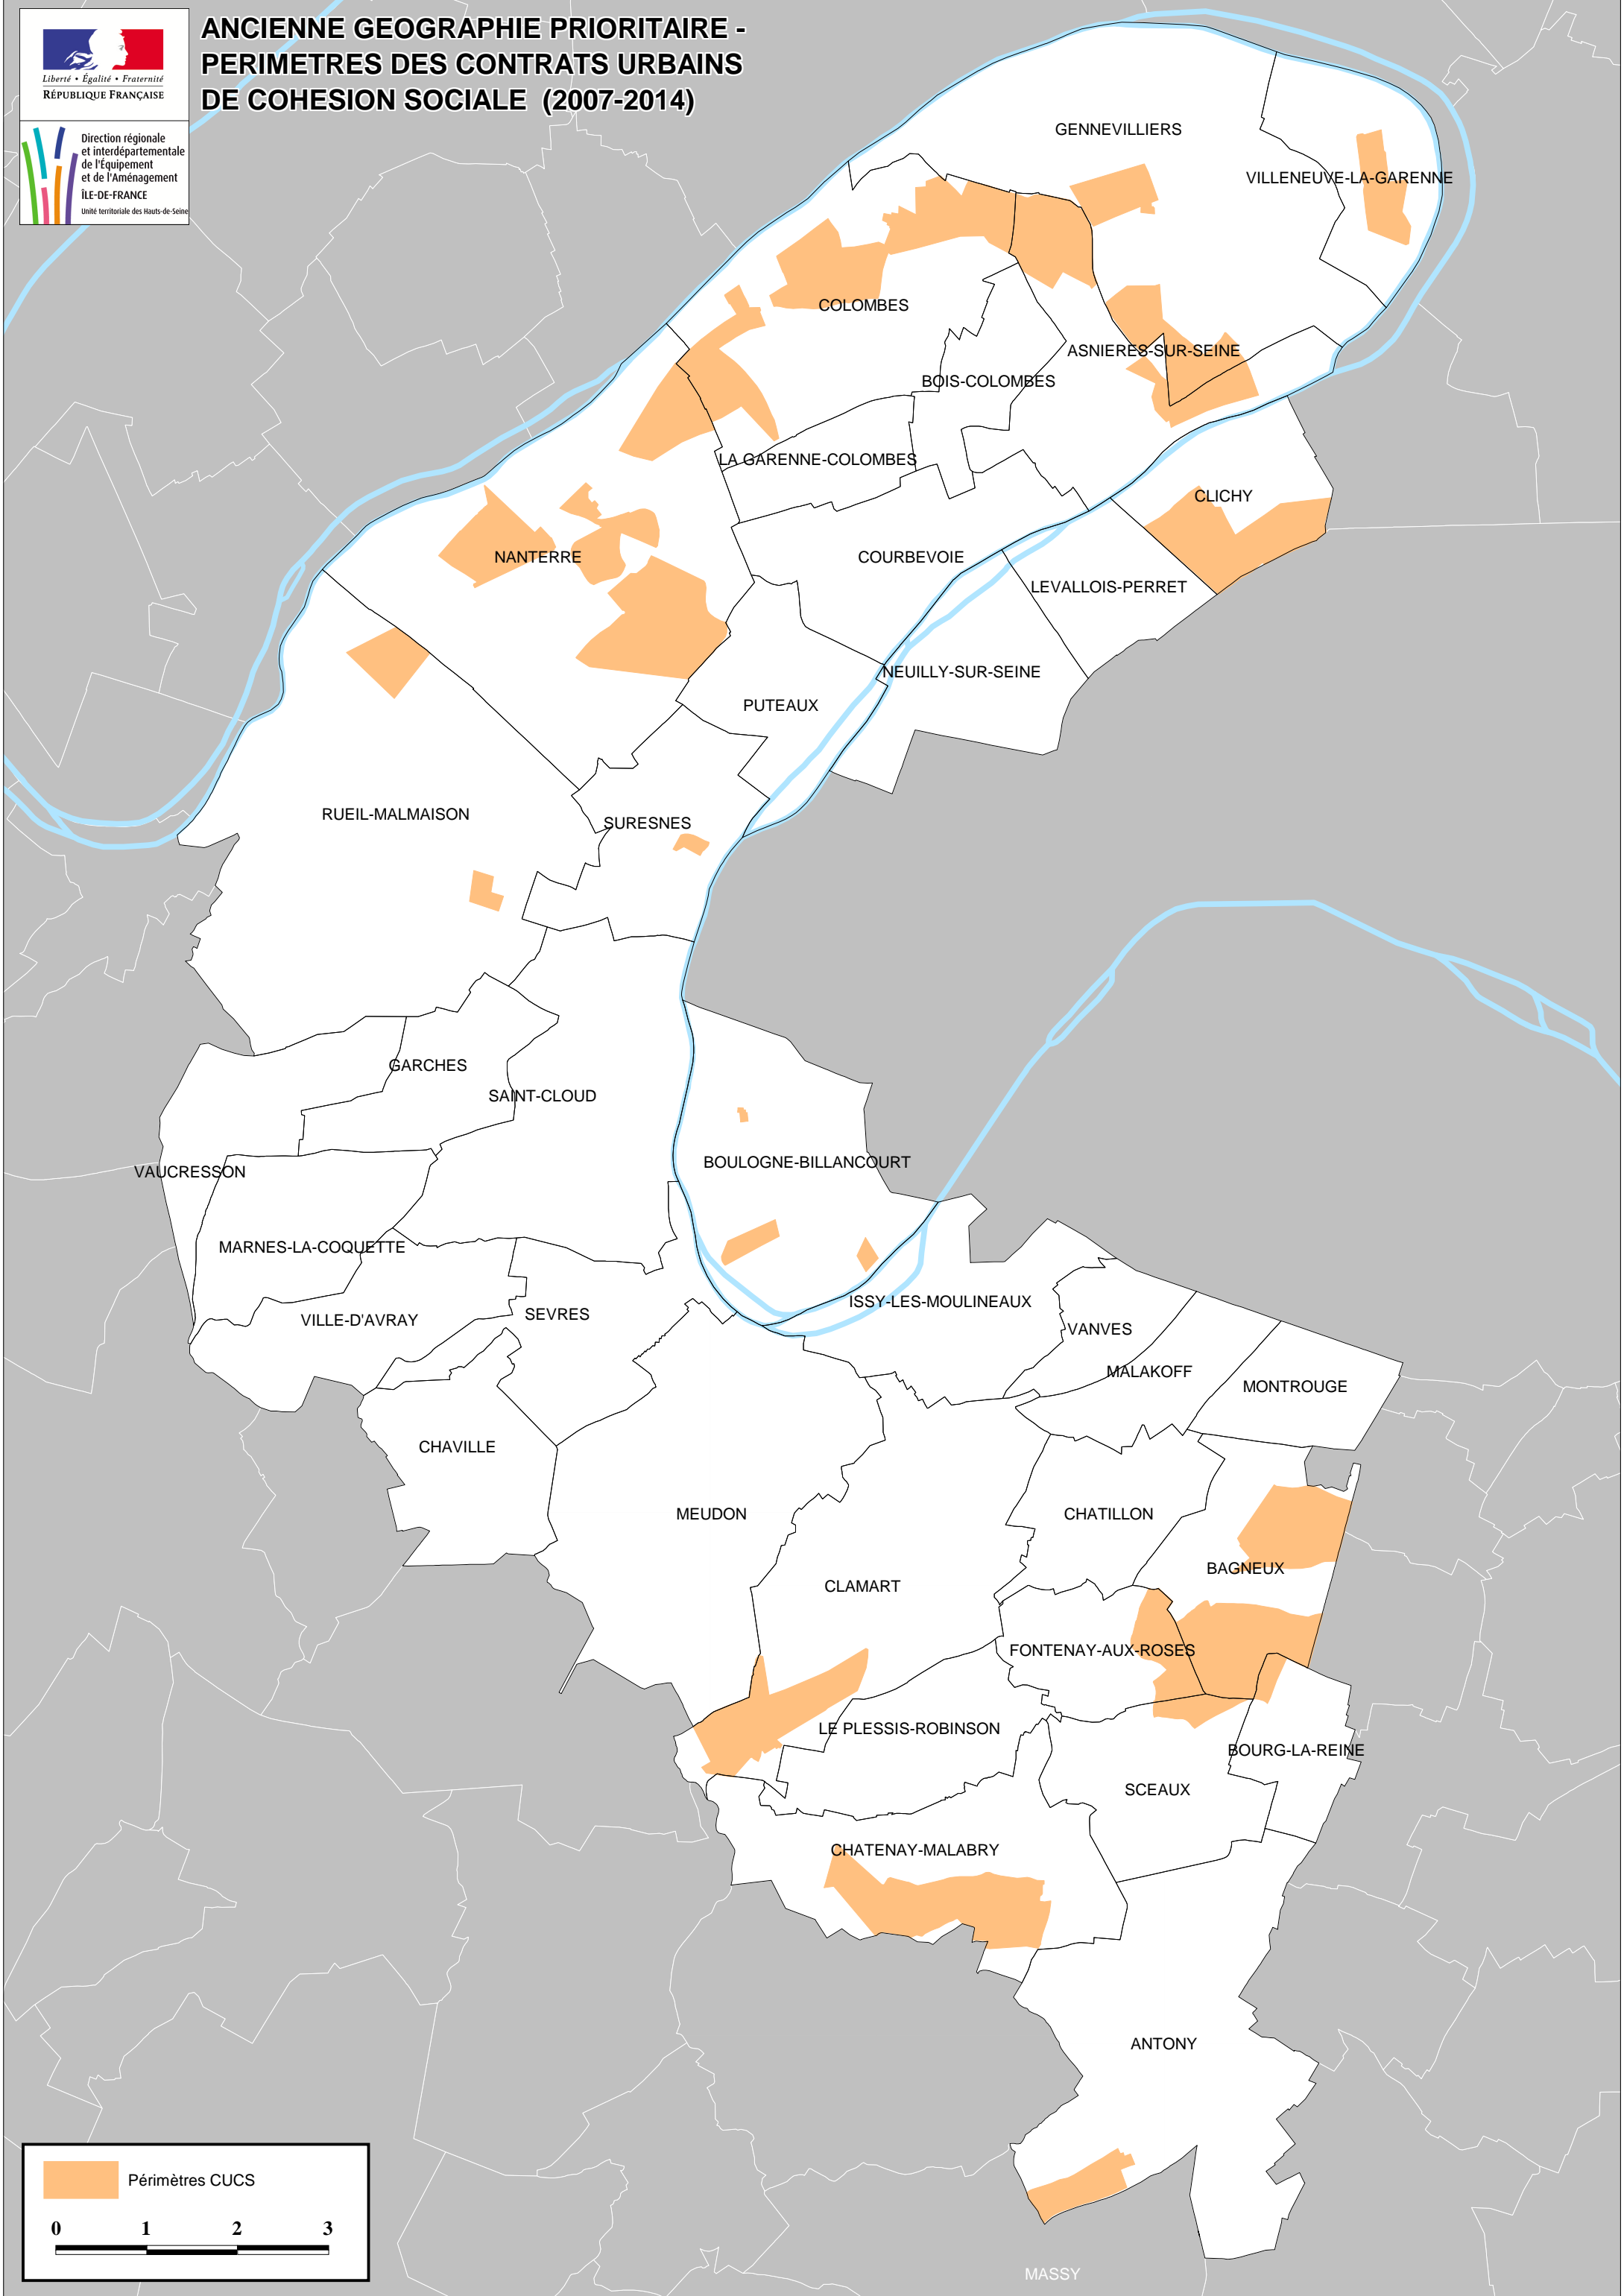 ANCIENNE GEOGRAPHIE PRIORITAIRE -
PERIMETRES DES CONTRATS URBAINS
DE COHESION SOCIALE (2007-2014)
Liberté • Égalité • Fraternité
RÉPUBLIQUE FRANÇAISE
Direction régionale
et interdépartementale
de l'Équipement
et de l'Aménagement
ÎLE-DE-FRANCE
Unité territoriale des Hauts-de-Seine
GENNEVILLIERS
VILLENEUVE-LA-GARENNE
COLOMBES
ASNIERES-SUR-SEINE
BOIS-COLOMBES
LA GARENNE-COLOMBES
CLICHY
NANTERRE
COURBEVOIE
LEVALLOIS-PERRET
NEUILLY-SUR-SEINE
PUTEAUX
RUEIL-MALMAISON
SURESNES
GARCHES
SAINT-CLOUD
BOULOGNE-BILLANCOURT
VAUCRESSON
MARNES-LA-COQUETTE
ISSY-LES-MOULINEAUX
SEVRES
VILLE-D'AVRAY
VANVES
MALAKOFF
MONTROUGE
CHAVILLE
MEUDON
CHATILLON
BAGNEUX
CLAMART
FONTENAY-AUX-ROSES
LE PLESSIS-ROBINSON
BOURG-LA-REINE
SCEAUX
CHATENAY-MALABRY
ANTONY
Périmètres CUCS
0 1 2 3
MASSY